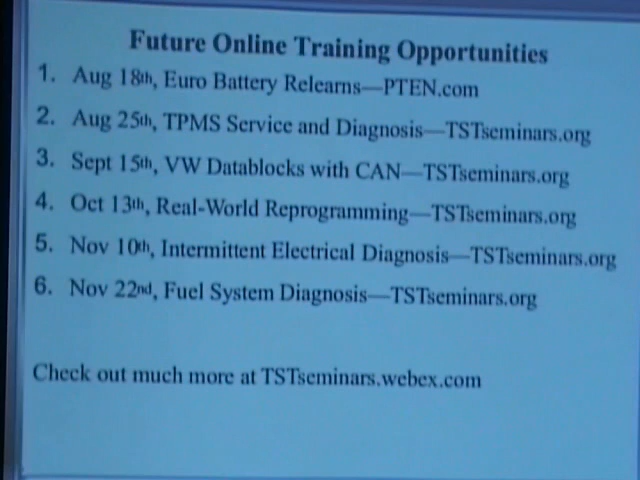 Future Online Training Opportunities
1. Aug 18th, Euro Battery Relearns—PTEN.com
2. Aug 25th, TPMS Service and Diagnosis—TSTseminars.org
3. Sept 15th, VW Datablocks with CAN—TSTseminars.org
4. Oct 13th, Real-World Reprogramming—TSTseminars.org
5. Nov 10th, Intermittent Electrical Diagnosis—TSTseminars.org
6. Nov 22nd, Fuel System Diagnosis—TSTseminars.org
Check out much more at TSTseminars.webex.com